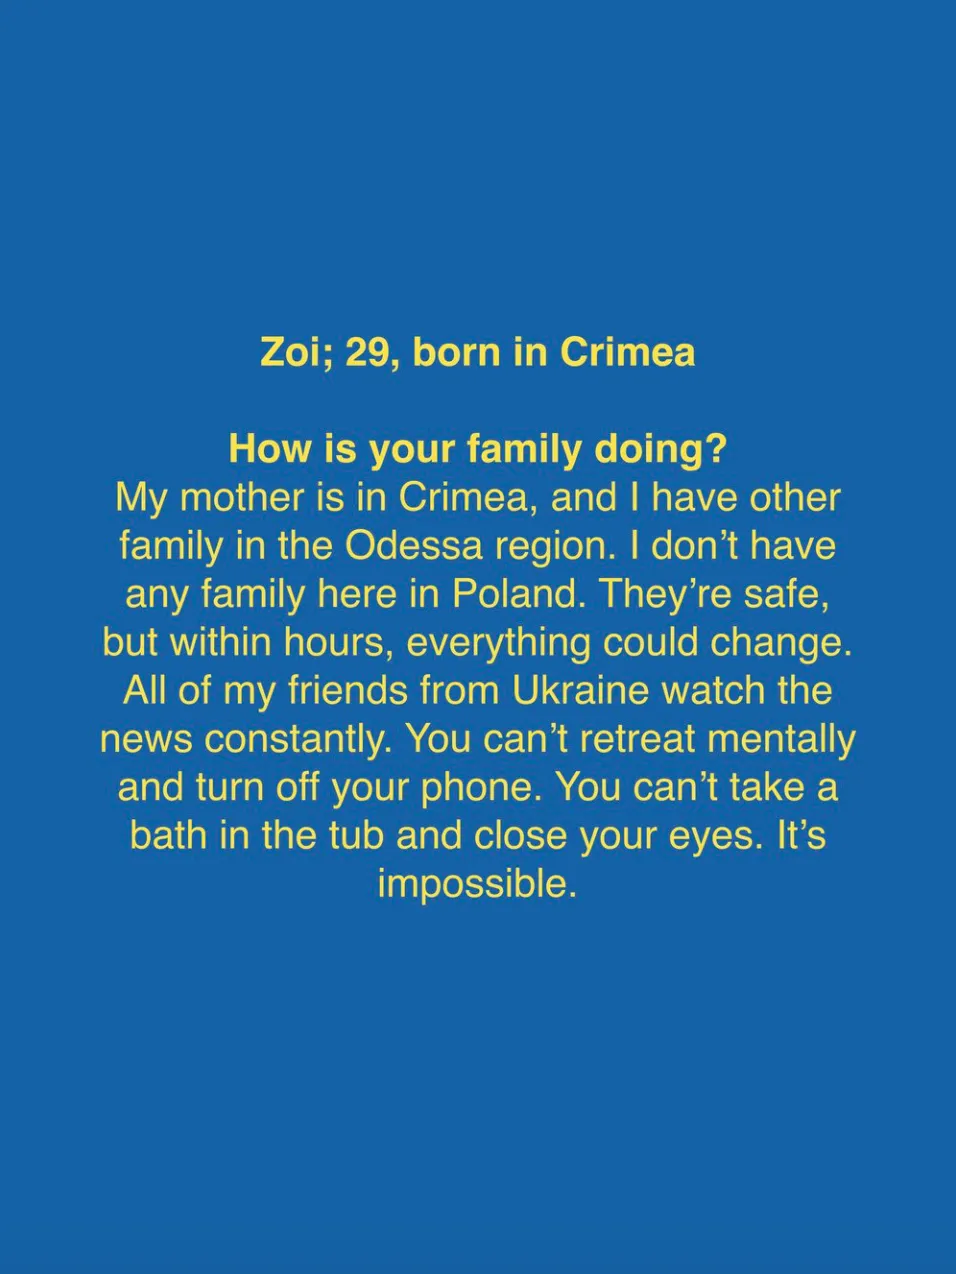 Zoi; 29, born in Crimea
How is your family doing?
My mother is in Crimea, and I have other
family in the Odessa region. I don’t have
any family here in Poland. They’re safe,
but within hours, everything could change.
All of my friends from Ukraine watch the
news constantly. You can’t retreat mentally
and turn off your phone. You can’t take a
bath in the tub and close your eyes. It’s
impossible.